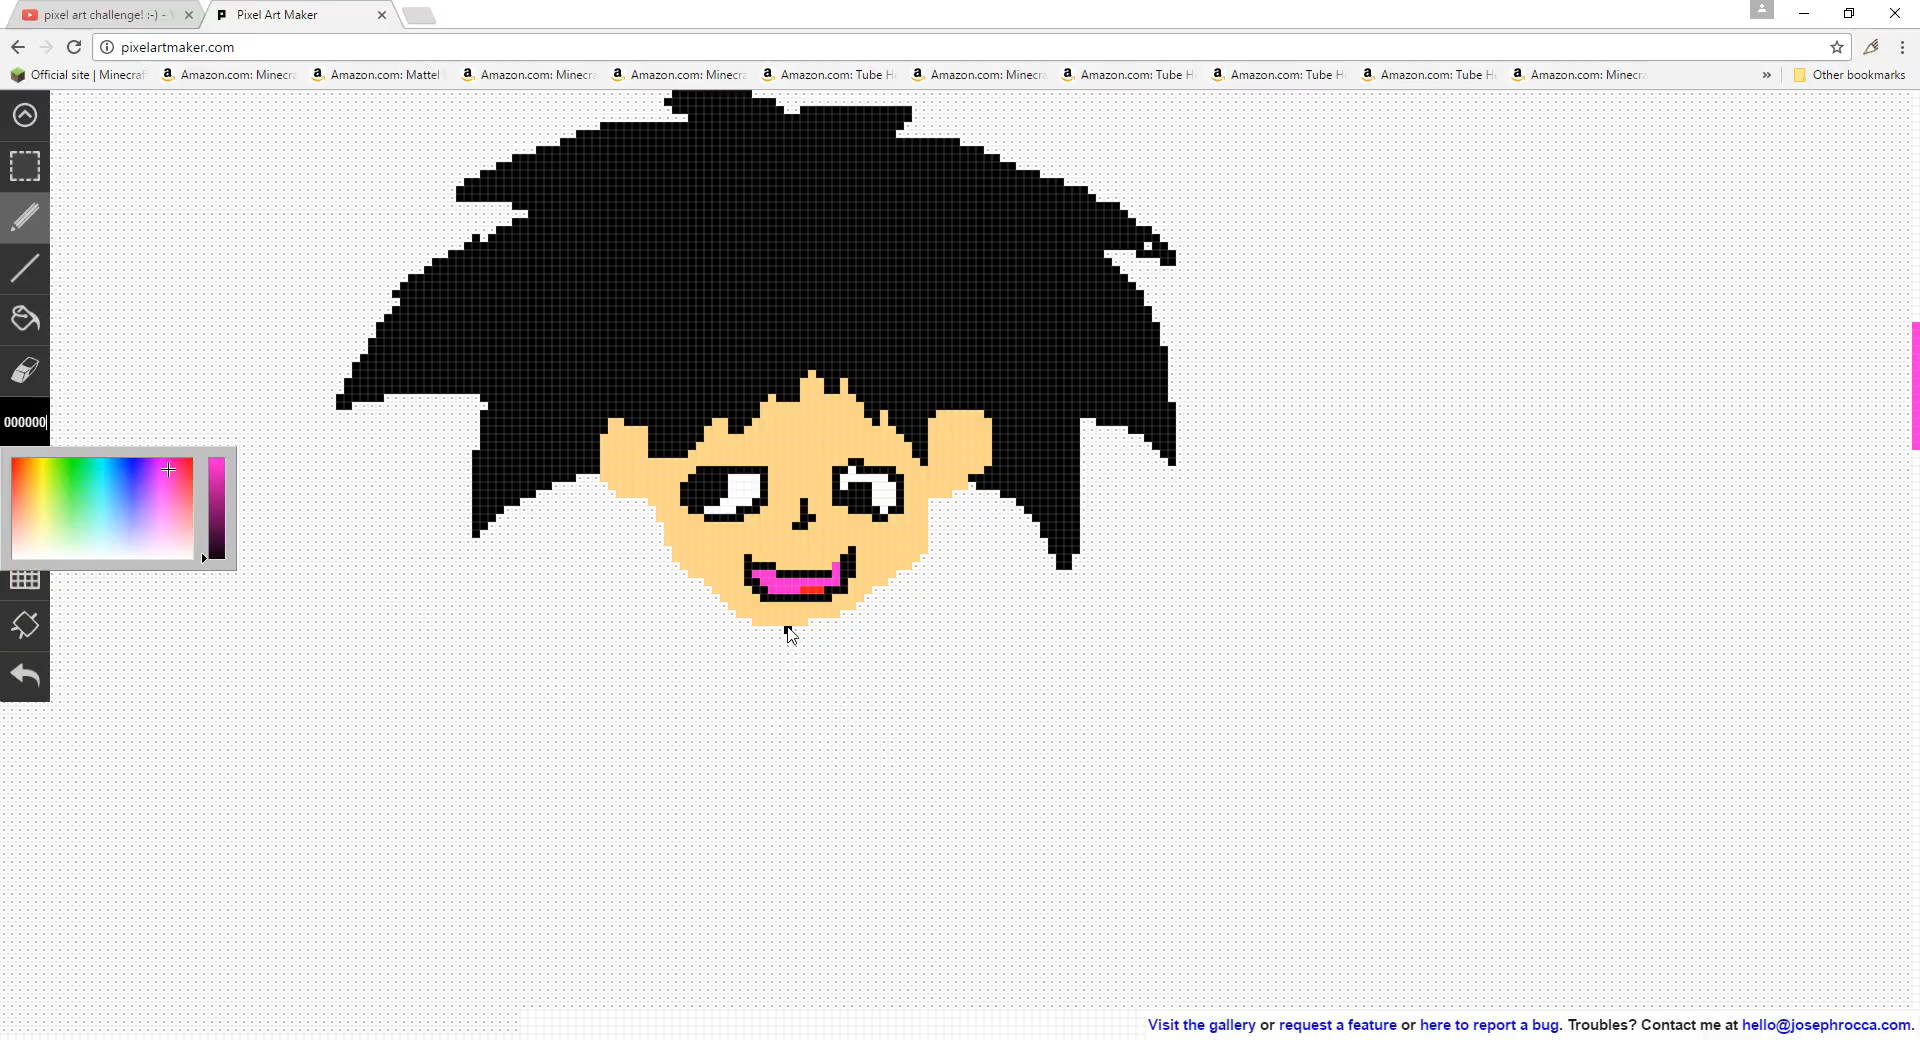 pixel art challenge! :-) -
Pixel Art Maker
pixelartmaker.com
Official site | Minecraf
Amazon.com: Minecra
Amazon.com: Mattel
Amazon.com: Minecra
Amazon.com: Minecra
Amazon.com: Tube H
Amazon.com: Minecra
Amazon.com: Tube H
Amazon.com: Tube H
Amazon.com: Tube H
Amazon.com: Minecra
»
Other bookmarks
000000
Visit the gallery or request a feature or here to report a bug. Troubles? Contact me at hello@josephrocca.com.